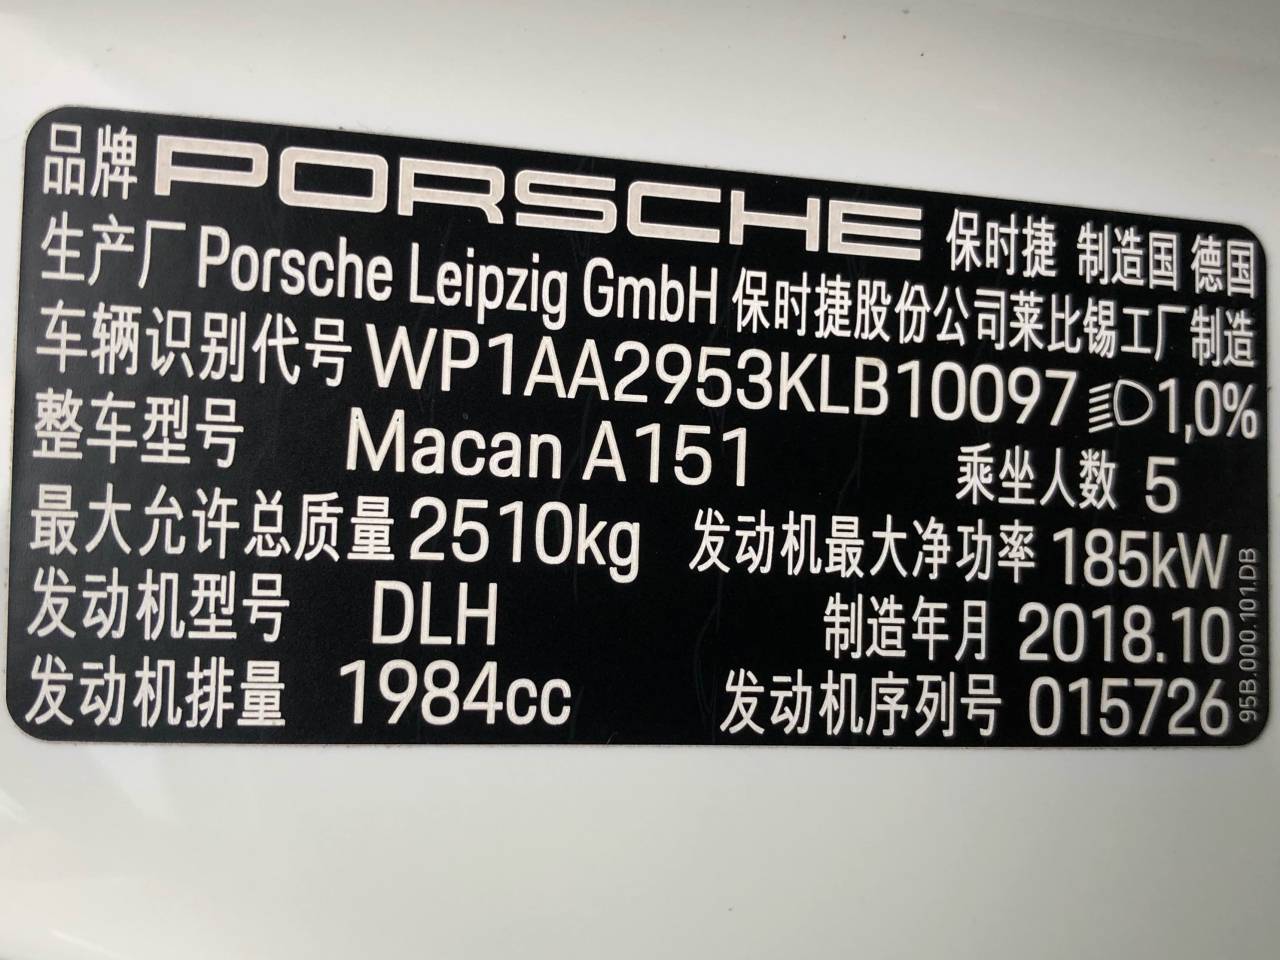 品牌 PORSCHE 保时捷 制造国 德国
生产厂 Porsche Leipzig GmbH 保时捷股份公司莱比锡工厂制造
车辆识别代号 WP1AA2953KLB10097 1,0%
整车型号 Macan A151 乘坐人数 5
最大允许总质量 2510kg 发动机最大净功率 185kW
发动机型号 DLH 制造年月 2018.10
发动机排量 1984cc 发动机序列号 015726
95B.000.101.DB